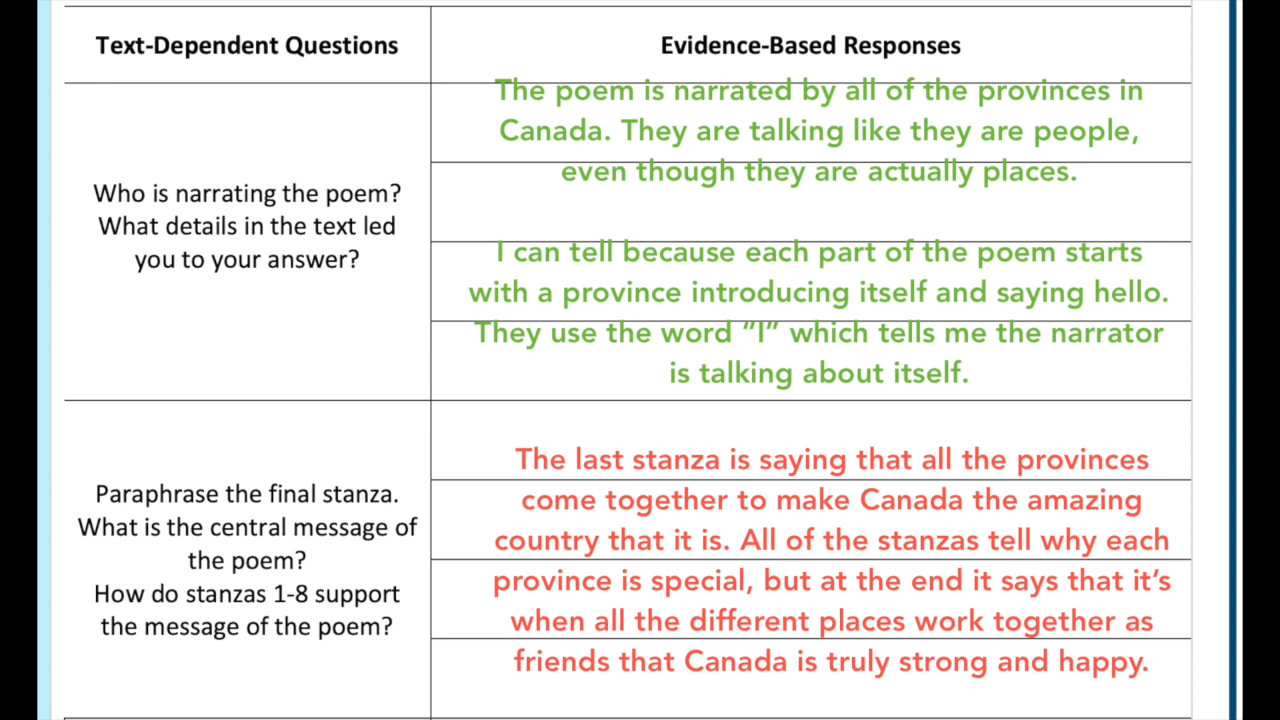 Text-Dependent Questions
Evidence-Based Responses
Who is narrating the poem?
What details in the text led
you to your answer?
The poem is narrated by all of the provinces in
Canada. They are talking like they are people,
even though they are actually places.
I can tell because each part of the poem starts
with a province introducing itself and saying hello.
They use the word “I” which tells me the narrator
is talking about itself.
Paraphrase the final stanza.
What is the central message of
the poem?
How do stanzas 1-8 support
the message of the poem?
The last stanza is saying that all the provinces
come together to make Canada the amazing
country that it is. All of the stanzas tell why each
province is special, but at the end it says that it’s
when all the different places work together as
friends that Canada is truly strong and happy.